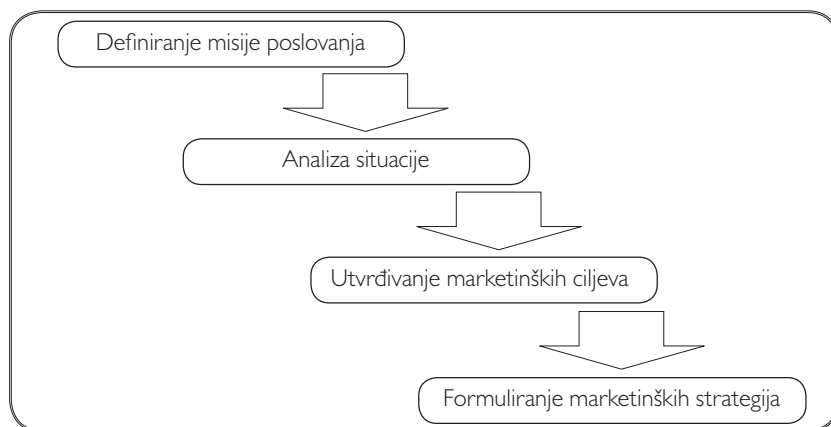 Definiranje misije poslovanja
Analiza situacije
Utvrđivanje marketinških ciljeva
Formuliranje marketinških strategija